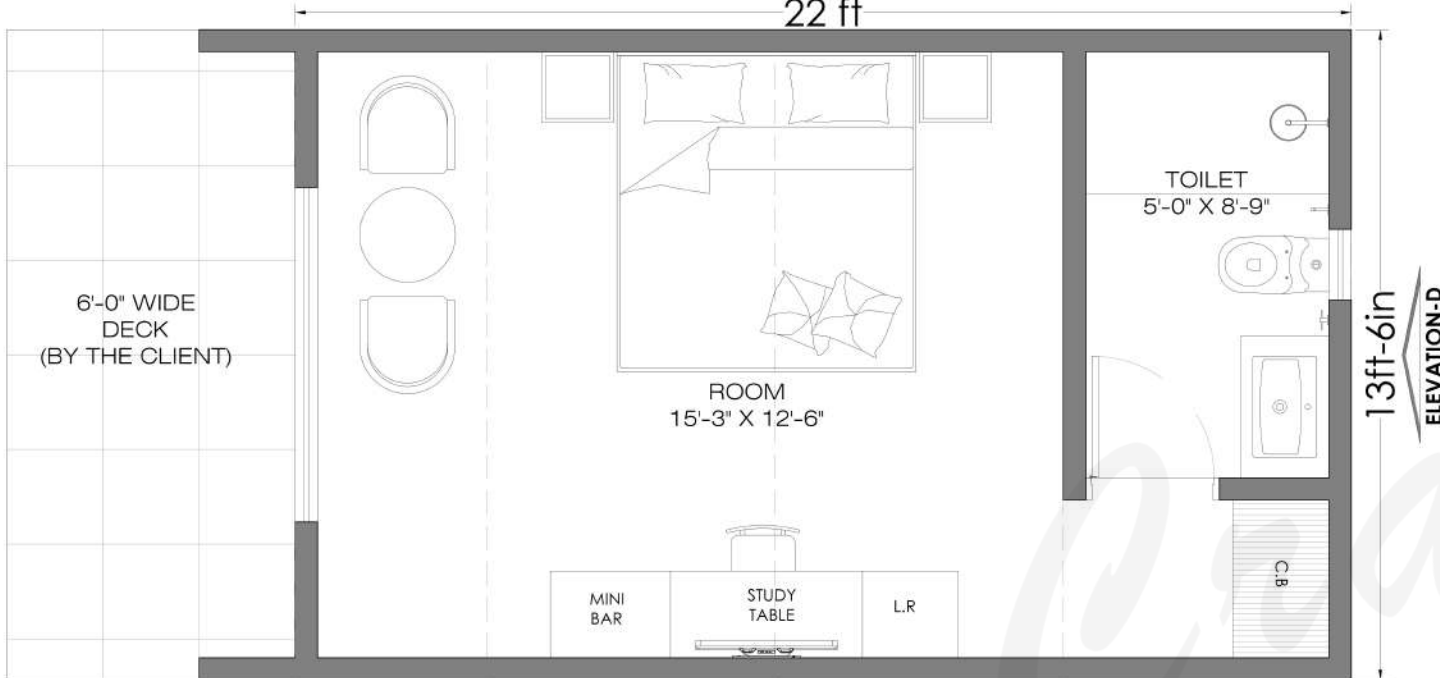 22 ft
TOILET
5'-0" X 8'-9"
6'-0" WIDE
DECK
(BY THE CLIENT)
13ft-6in
ELEVATION-D
ROOM
15'-3" X 12'-6"
MINI
BAR
STUDY
TABLE
L.R
C.B